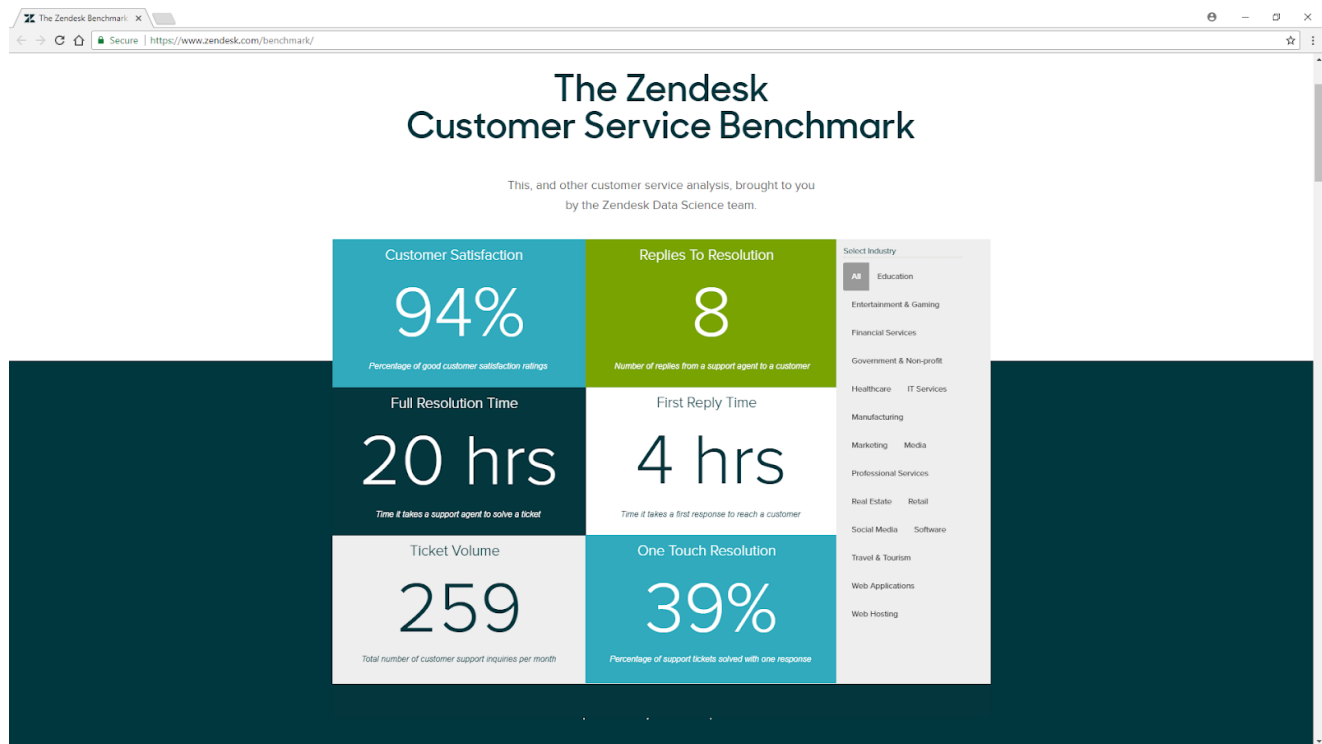 The Zendesk Benchmark
Secure | https://www.zendesk.com/benchmark/
The Zendesk
Customer Service Benchmark
This, and other customer service analysis, brought to you
by the Zendesk Data Science team.
Customer Satisfaction
94%
Percentage of good customer satisfaction ratings
Replies To Resolution
8
Number of replies from a support agent to a customer
Full Resolution Time
20 hrs
Time it takes a support agent to solve a ticket
First Reply Time
4 hrs
Time it takes a first response to reach a customer
Ticket Volume
259
Total number of customer support inquiries per month
One Touch Resolution
39%
Percentage of support tickets solved with one response
Select Industry
All Education
Entertainment & Gaming
Financial Services
Government & Non-profit
Healthcare IT Services
Manufacturing
Marketing Media
Professional Services
Real Estate Retail
Social Media Software
Travel & Tourism
Web Applications
Web Hosting